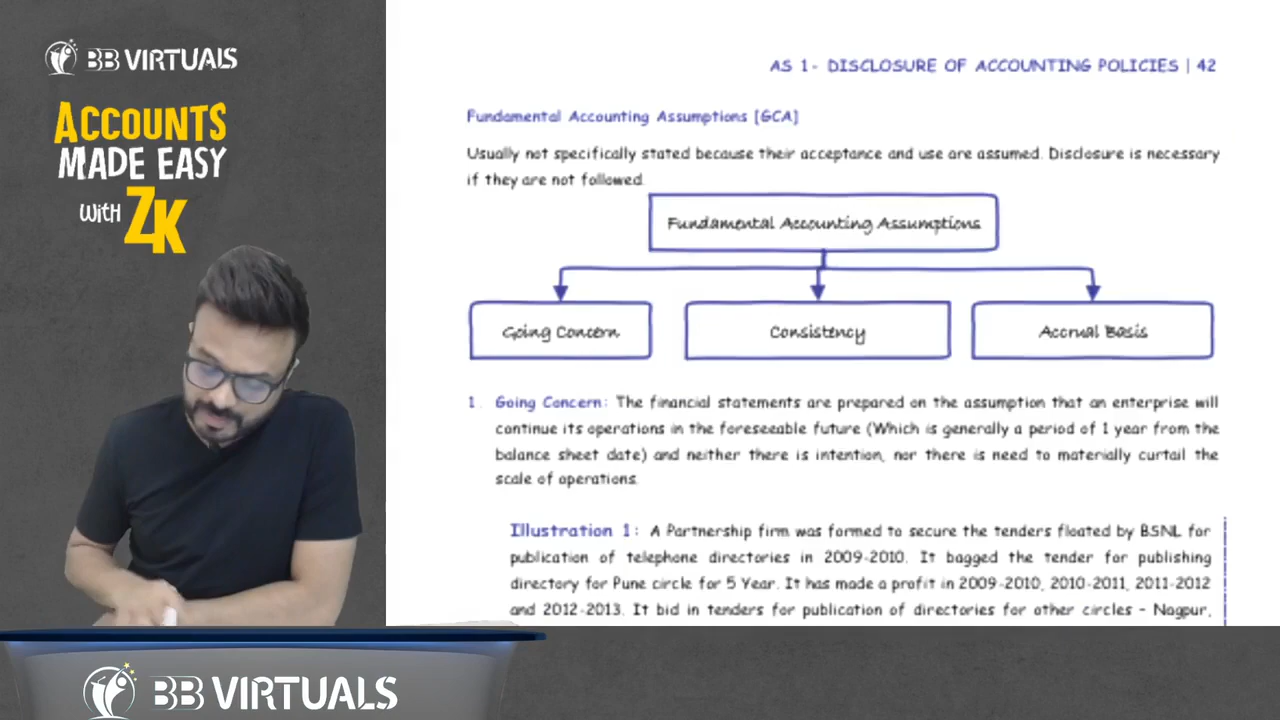 BB VIRTUALS
ACCOUNTS
MADE EASY
with ZK
AS 1- DISCLOSURE OF ACCOUNTING POLICIES | 42
Fundamental Accounting Assumptions [GCA]
Usually not specifically stated because their acceptance and use are assumed. Disclosure is necessary
if they are not followed.
Fundamental Accounting Assumptions
Going Concern
Consistency
Accrual Basis
1. Going Concern: The financial statements are prepared on the assumption that an enterprise will
continue its operations in the foreseeable future (Which is generally a period of 1 year from the
balance sheet date) and neither there is intention, nor there is need to materially curtail the
scale of operations.
Illustration 1: A Partnership firm was formed to secure the tenders floated by BSNL for
publication of telephone directories in 2009-2010. It bagged the tender for publishing
directory for Pune circle for 5 Year. It has made a profit in 2009-2010, 2010-2011, 2011-2012
and 2012-2013. It bid in tenders for publication of directories for other circles - Nagpur,
BB VIRTUALS